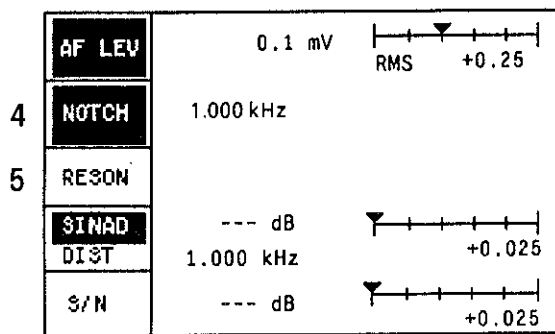 AF LEV 0.1 mV
RMS +0.25
4 NOTCH 1.000 kHz
5 RESON
SINAD --- dB
DIST 1.000 kHz +0.025
S/N --- dB
+0.025